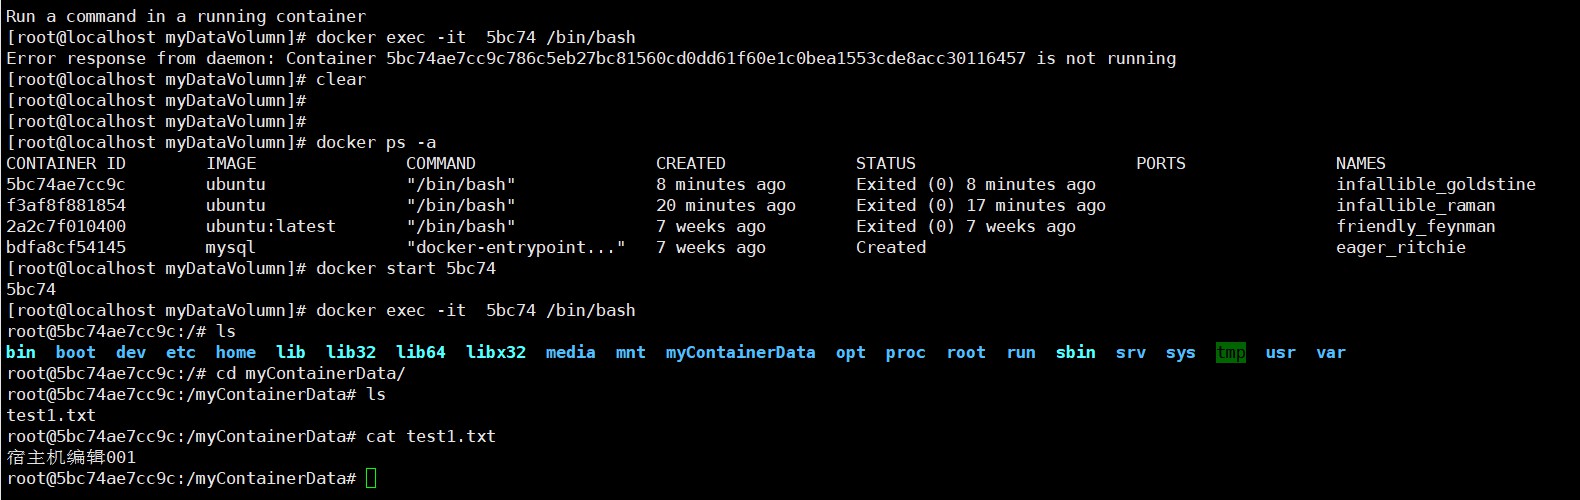 Run a command in a running container
[root@localhost myDataVolumn]# docker exec -it  5bc74 /bin/bash
Error response from daemon: Container 5bc74ae7cc9c786c5eb27bc81560cd0dd61f60e1c0bea1553cde8acc30116457 is not running
[root@localhost myDataVolumn]# clear
[root@localhost myDataVolumn]#
[root@localhost myDataVolumn]#
[root@localhost myDataVolumn]# docker ps -a
CONTAINER ID        IMAGE               COMMAND                  CREATED             STATUS                      PORTS               NAMES
5bc74ae7cc9c        ubuntu              "/bin/bash"              8 minutes ago       Exited (0) 8 minutes ago                        infallible_goldstine
f3af8f881854        ubuntu              "/bin/bash"              20 minutes ago      Exited (0) 17 minutes ago                       infallible_raman
2a2c7f010400        ubuntu:latest       "/bin/bash"              7 weeks ago         Exited (0) 7 weeks ago                          friendly_feynman
bdfa8cf54145        mysql               "docker-entrypoint..."   7 weeks ago         Created                                         eager_ritchie
[root@localhost myDataVolumn]# docker start 5bc74
5bc74
[root@localhost myDataVolumn]# docker exec -it  5bc74 /bin/bash
root@5bc74ae7cc9c:/# ls
bin  boot  dev  etc  home  lib  lib32  lib64  libx32  media  mnt  myContainerData  opt  proc  root  run  sbin  srv  sys  tmp  usr  var
root@5bc74ae7cc9c:/# cd myContainerData/
root@5bc74ae7cc9c:/myContainerData# ls
test1.txt
root@5bc74ae7cc9c:/myContainerData# cat test1.txt
宿主机编辑001
root@5bc74ae7cc9c:/myContainerData#